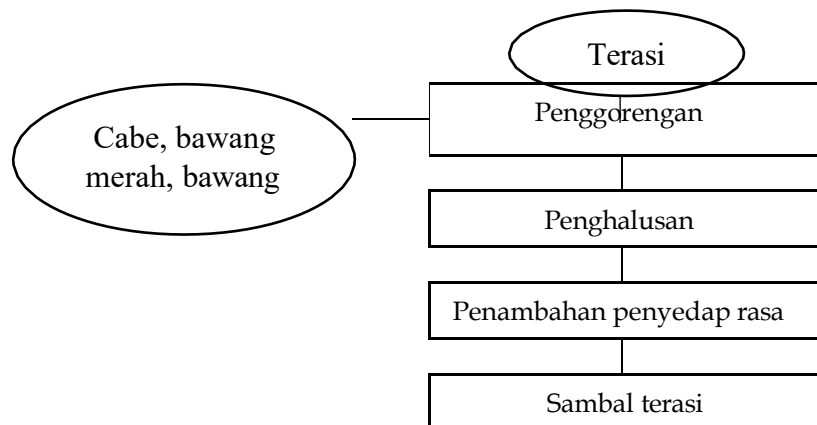 Terasi
Penggorengan
Cabe, bawang
merah, bawang
Penghalusan
Penambahan penyedap rasa
Sambal terasi